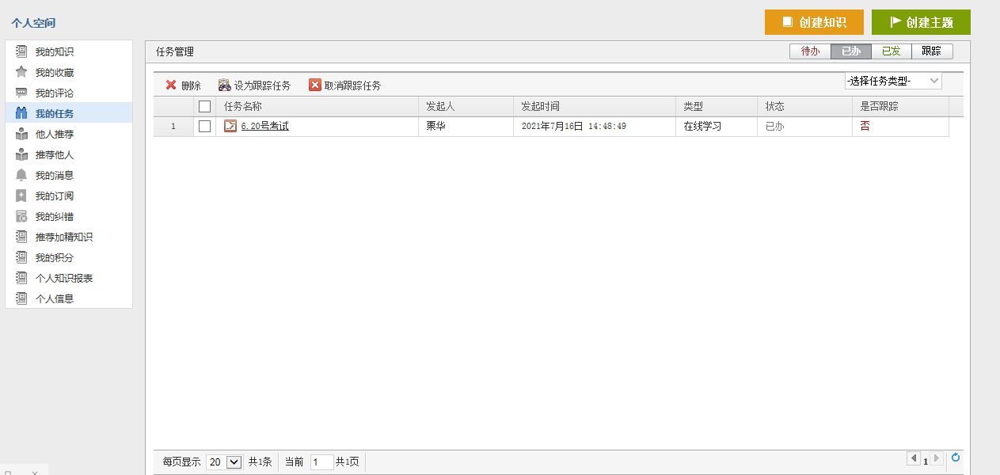 个人空间
创建知识
创建主题
我的知识
我的收藏
我的评论
我的任务
他人推荐
推荐他人
我的消息
我的订阅
我的纠错
推荐加精知识
我的积分
个人知识报表
个人信息
任务管理
待办 已办 已发 跟踪
删除 设为跟踪任务 取消跟踪任务 -选择任务类型-
任务名称 发起人 发起时间 类型 状态 是否跟踪
1 6.20号考试 栗华 2021年7月16日 14:48:49 在线学习 已办 否
每页显示 20 共1条 当前 1 共1页 1